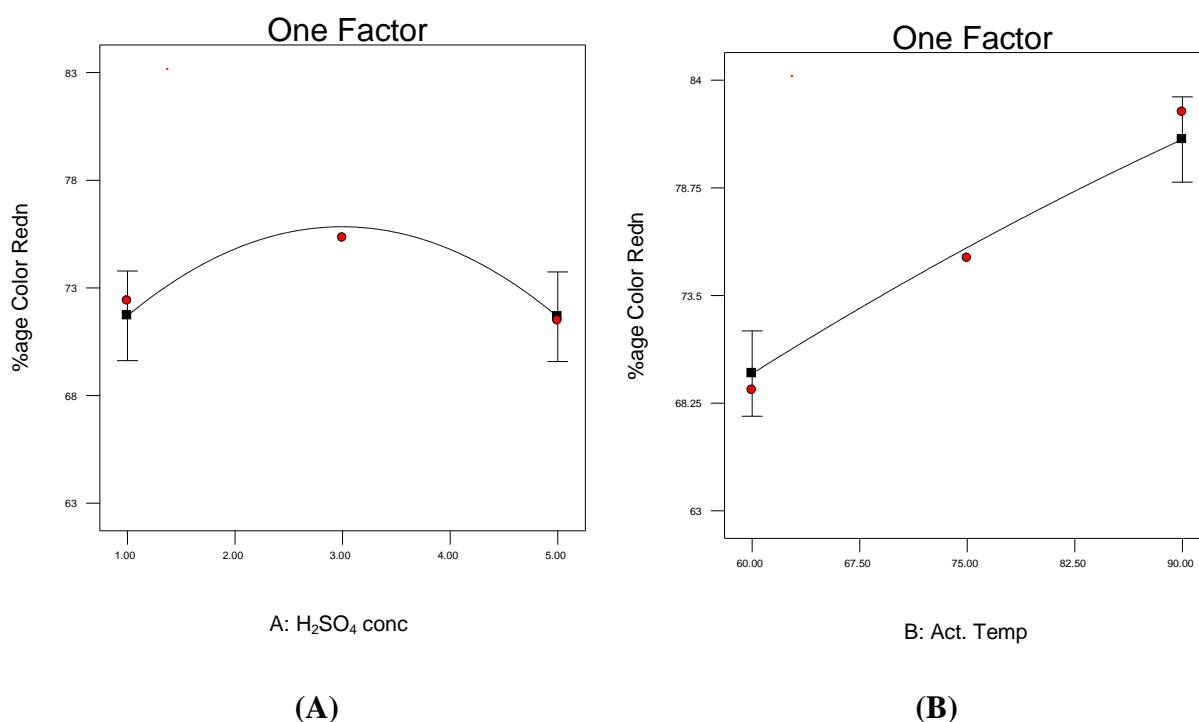 One Factor
83
78
73
68
63
%age Color Redn
1.00 2.00 3.00 4.00 5.00
A: H₂SO₄ conc
(A)
One Factor
84
78.75
73.5
68.25
63
%age Color Redn
60.00 67.50 75.00 82.50 90.00
B: Act. Temp
(B)